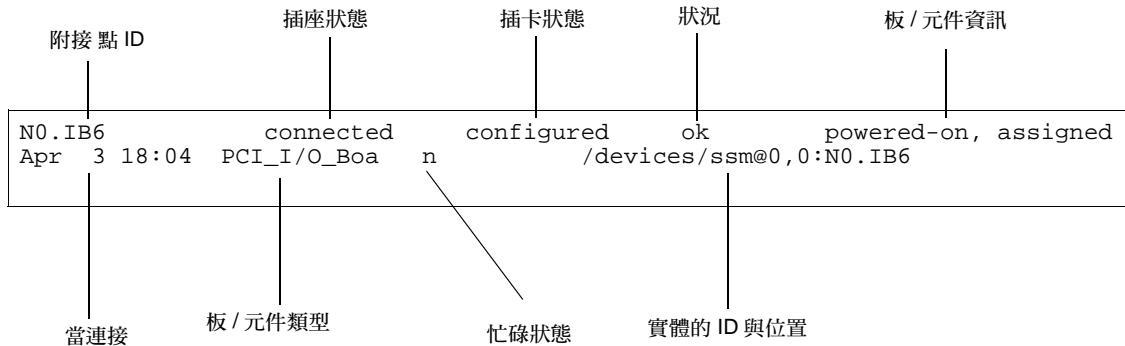 插座狀態 插卡狀態 狀況 板 / 元件資訊
附接 點 ID
N0.IB6 connected configured ok powered-on, assigned
Apr 3 18:04 PCI_I/O_Boa n /devices/ssm@0,0:N0.IB6
當連接 板 / 元件類型 忙碌狀態 實體的 ID 與位置